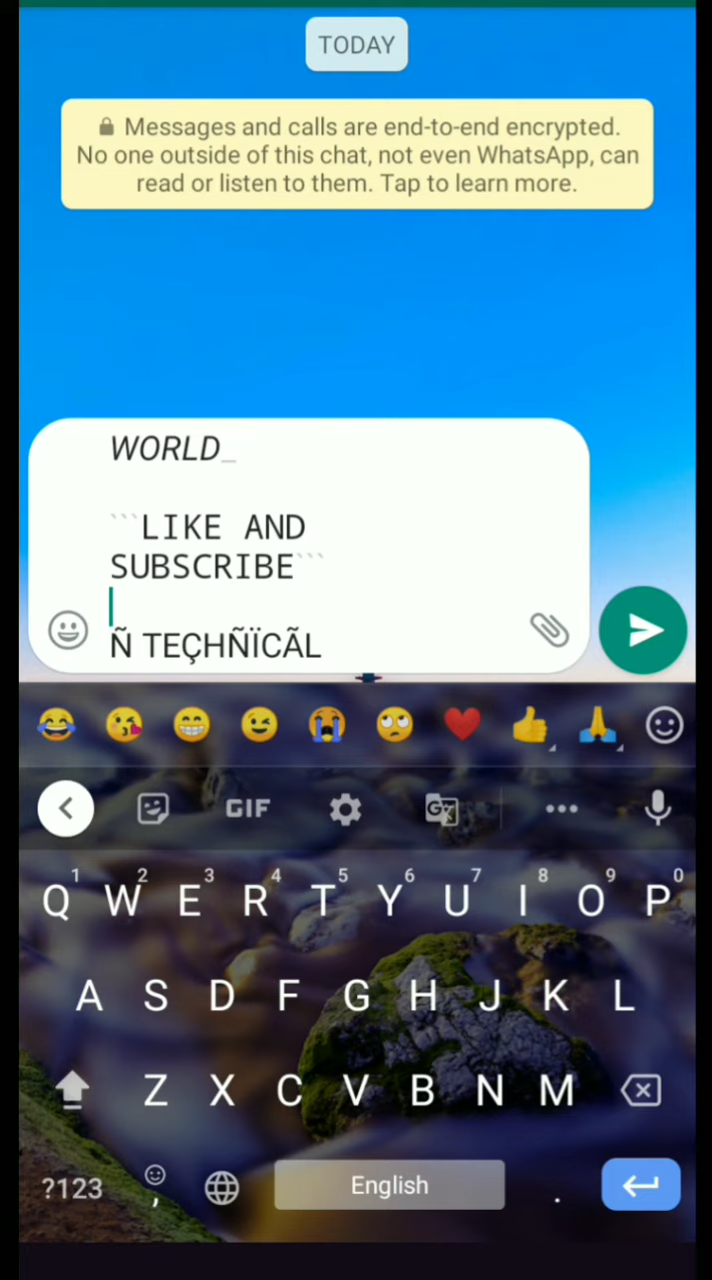 TODAY
Messages and calls are end-to-end encrypted.
No one outside of this chat, not even WhatsApp, can
read or listen to them. Tap to learn more.
WORLD_
```LIKE AND
SUBSCRIBE```
Ñ TEÇHÑÏCÃL
GIF
G
1 2 3 4 5 6 7 8 9 0
Q W E R T Y U I O P
A S D F G H J K L
Z X C V B N M
?123 , English .